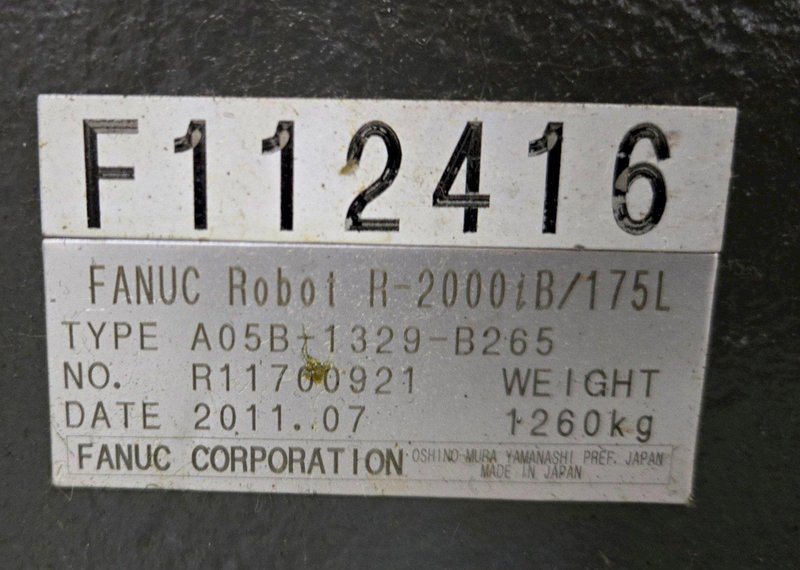 F112416
FANUC Robot R-2000iB/175L
TYPE A05B-1329-B265
NO. R11700921 WEIGHT
DATE 2011.07 1260kg
FANUC CORPORATION OSHINO-MURA YAMANASHI PREF. JAPAN
MADE IN JAPAN